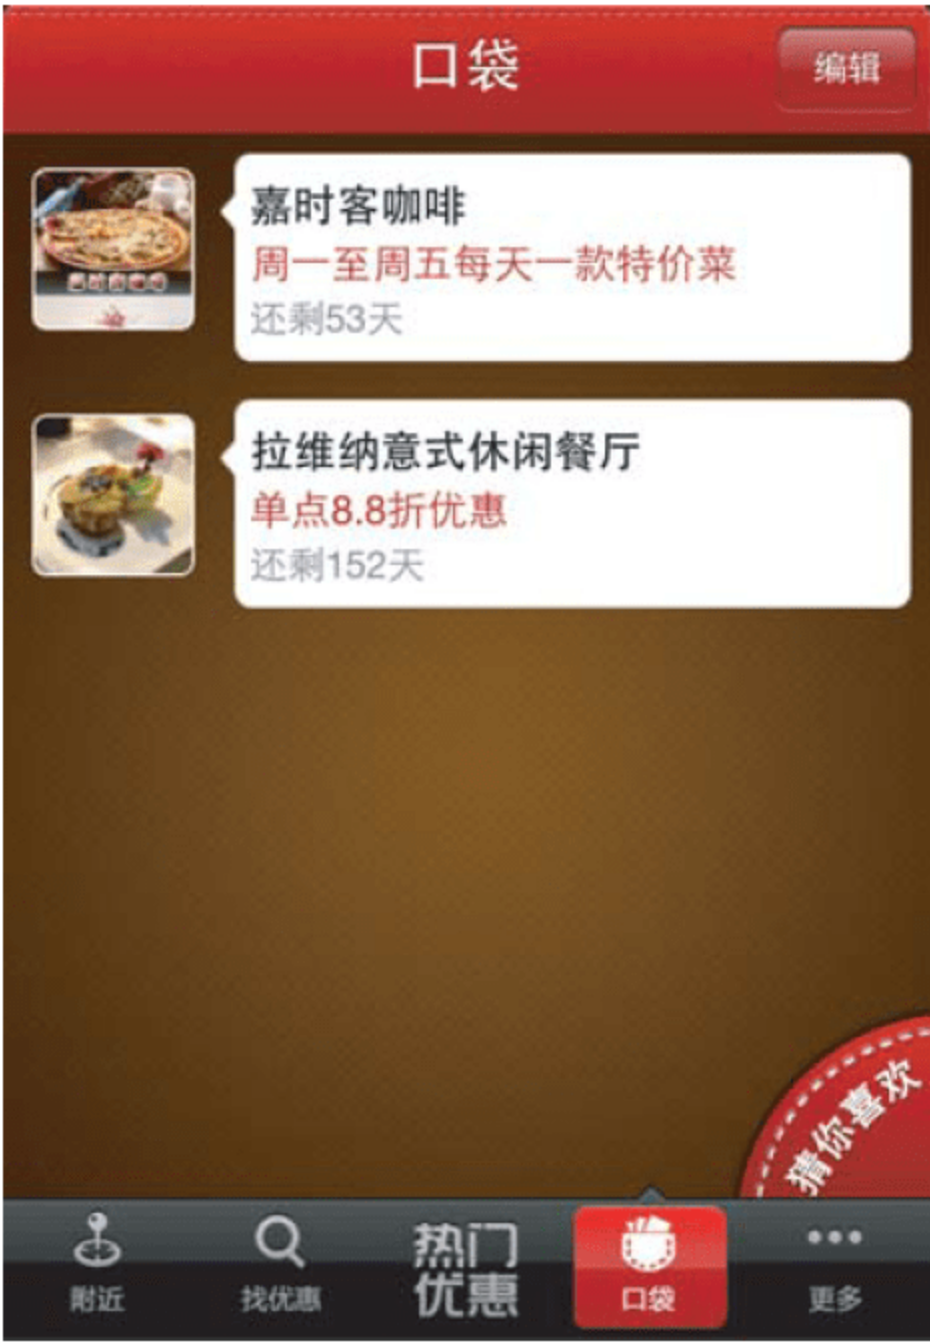 口袋
编辑
嘉时客咖啡
周一至周五每天一款特价菜
还剩53天
拉维纳意式休闲餐厅
单点8.8折优惠
还剩152天
猜你喜欢
附近
找优惠
热门
优惠
口袋
更多